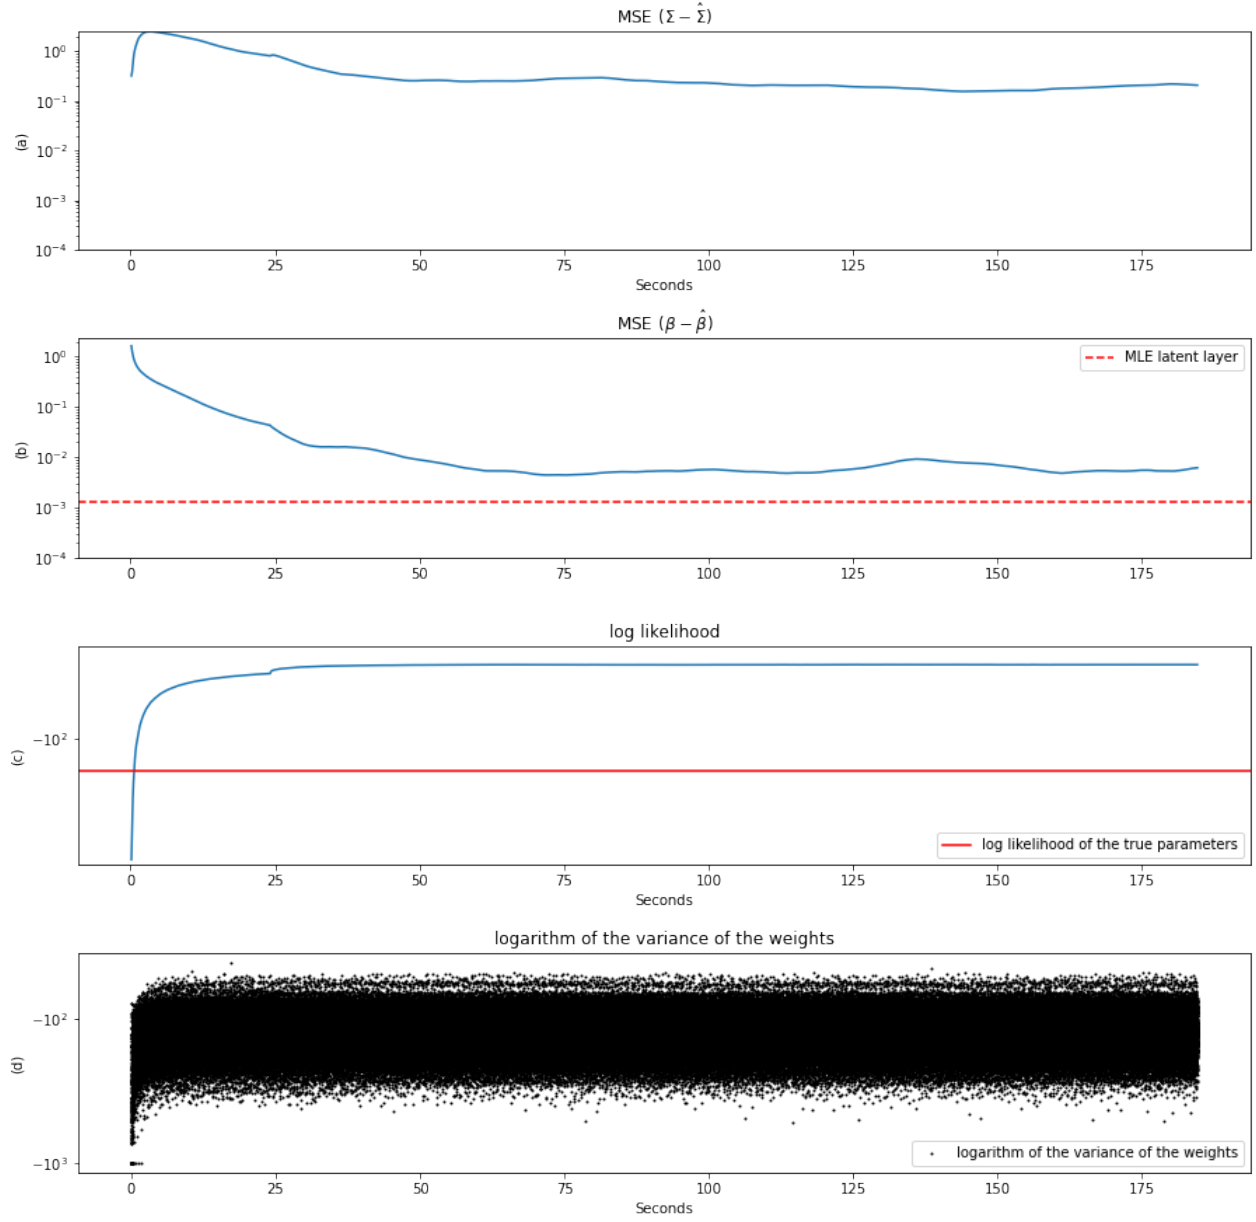 MSE (Σ − Σ̂)
10⁰
10⁻¹
10⁻²
10⁻³
10⁻⁴
(a)
0 25 50 75 100 125 150 175
Seconds
MSE (β − β̂)
10⁰
10⁻¹
10⁻²
10⁻³
10⁻⁴
(b)
MLE latent layer
0 25 50 75 100 125 150 175
log likelihood
−10²
(c)
log likelihood of the true parameters
0 25 50 75 100 125 150 175
Seconds
logarithm of the variance of the weights
−10²
(d)
−10³
logarithm of the variance of the weights
0 25 50 75 100 125 150 175
Seconds